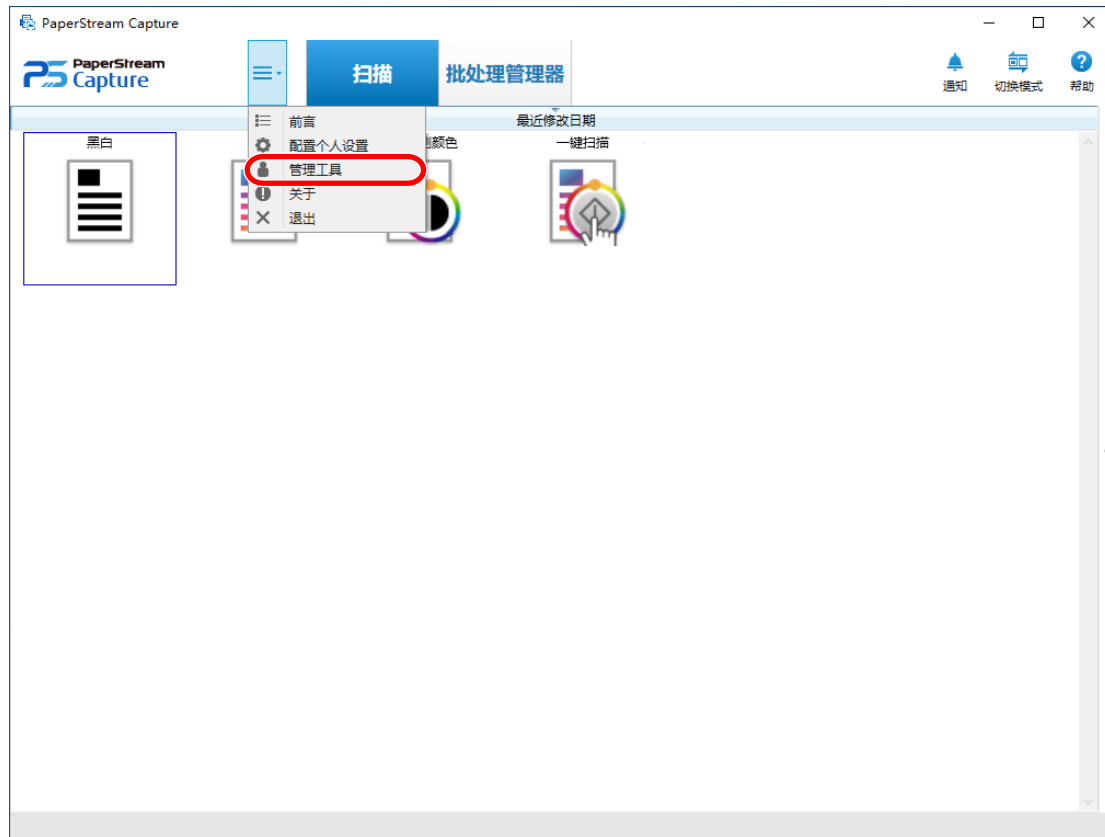 PaperStream Capture
PaperStream
Capture
扫描
批处理管理器
通知
切换模式
帮助
最近修改日期
前言
配置个人设置
管理工具
关于
退出
黑白
颜色
一键扫描